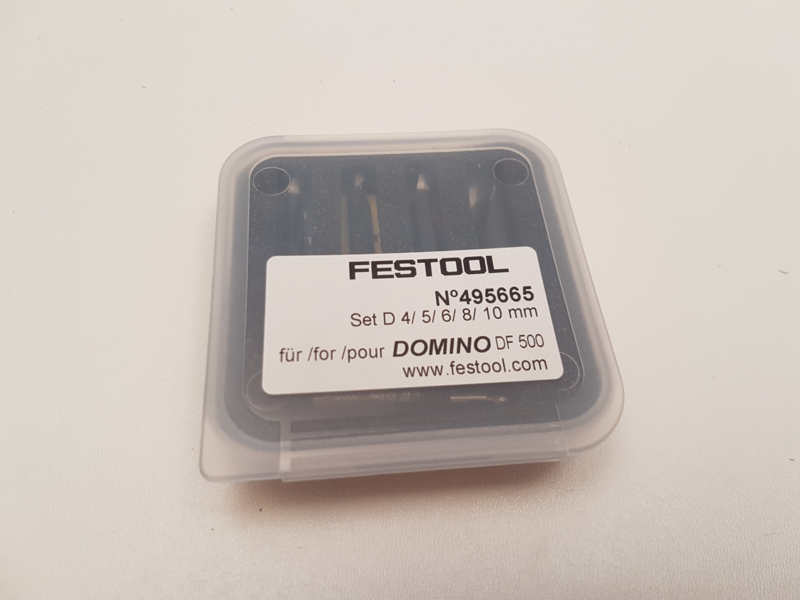 FESTOOL
Nº495665
Set D 4/ 5/ 6/ 8/ 10 mm
für /for /pour DOMINO DF 500
www.festool.com